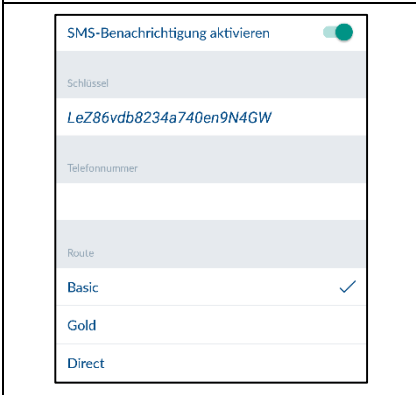 SMS-Benachrichtigung aktivieren
Schlüssel
LeZ86vdb8234a740en9N4GW
Telefonnummer
Route
Basic
Gold
Direct